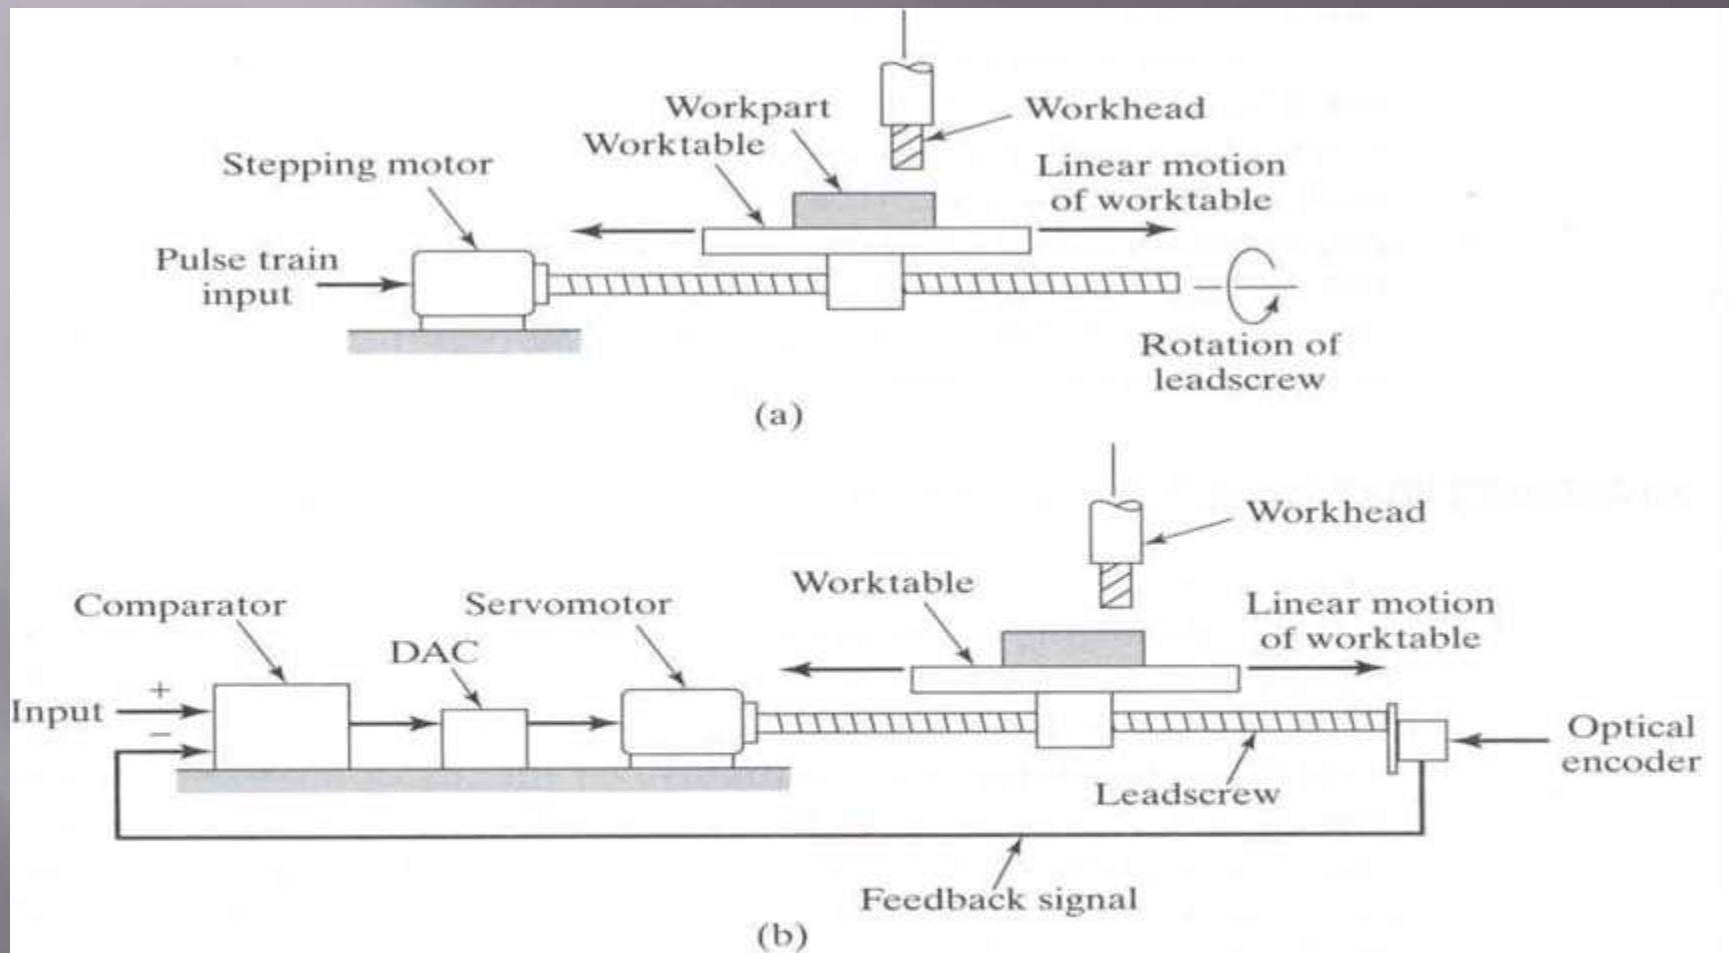 Workpart
Workhead
Worktable
Stepping motor
Linear motion
of worktable
Pulse train
input
Rotation of
leadscrew
(a)
Workhead
Worktable
Comparator
Servomotor
Linear motion
of worktable
DAC
+
Input
−
Optical
encoder
Leadscrew
Feedback signal
(b)